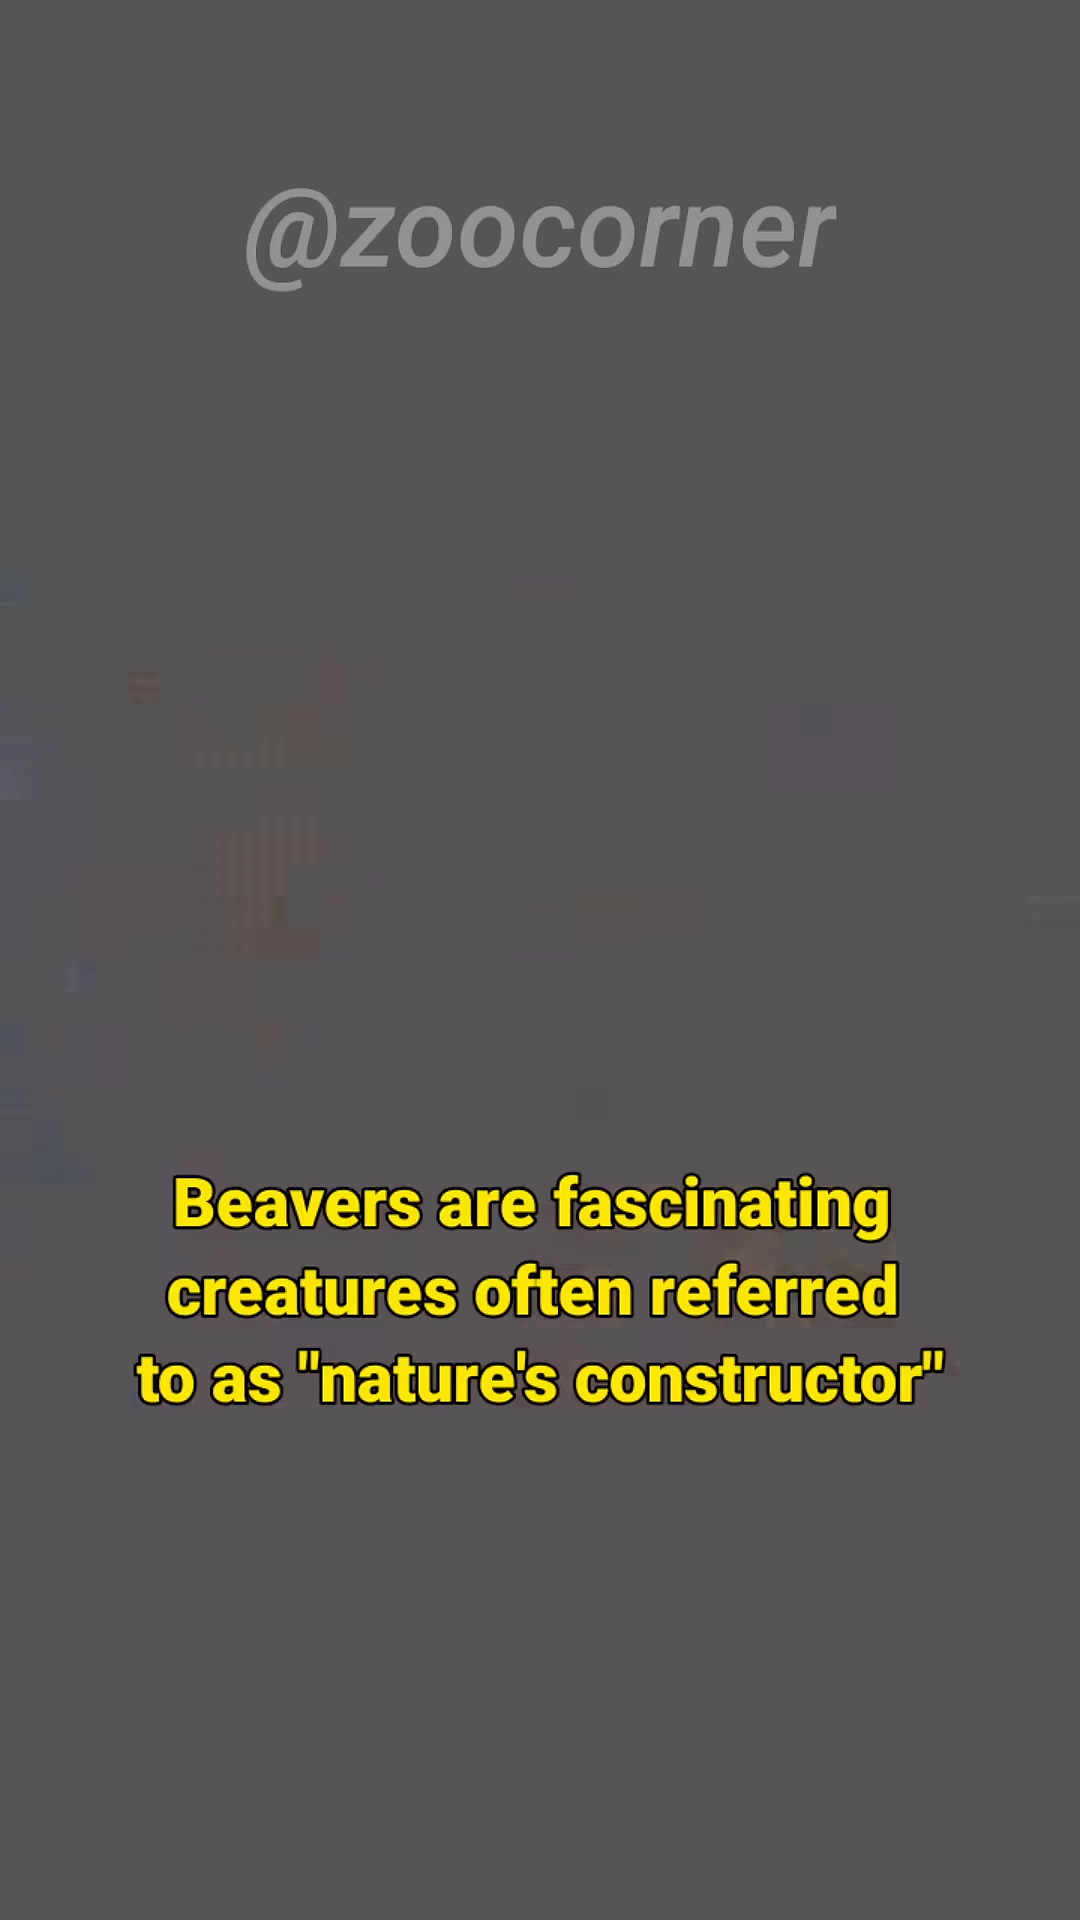 @zoocorner
Beavers are fascinating
creatures often referred
to as "nature's constructor"